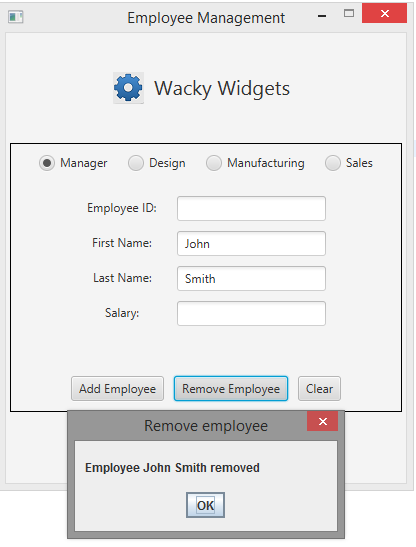 Employee Management
Wacky Widgets
Manager Design Manufacturing Sales
Employee ID:
First Name: John
Last Name: Smith
Salary:
Add Employee Remove Employee Clear
Remove employee
Employee John Smith removed
OK